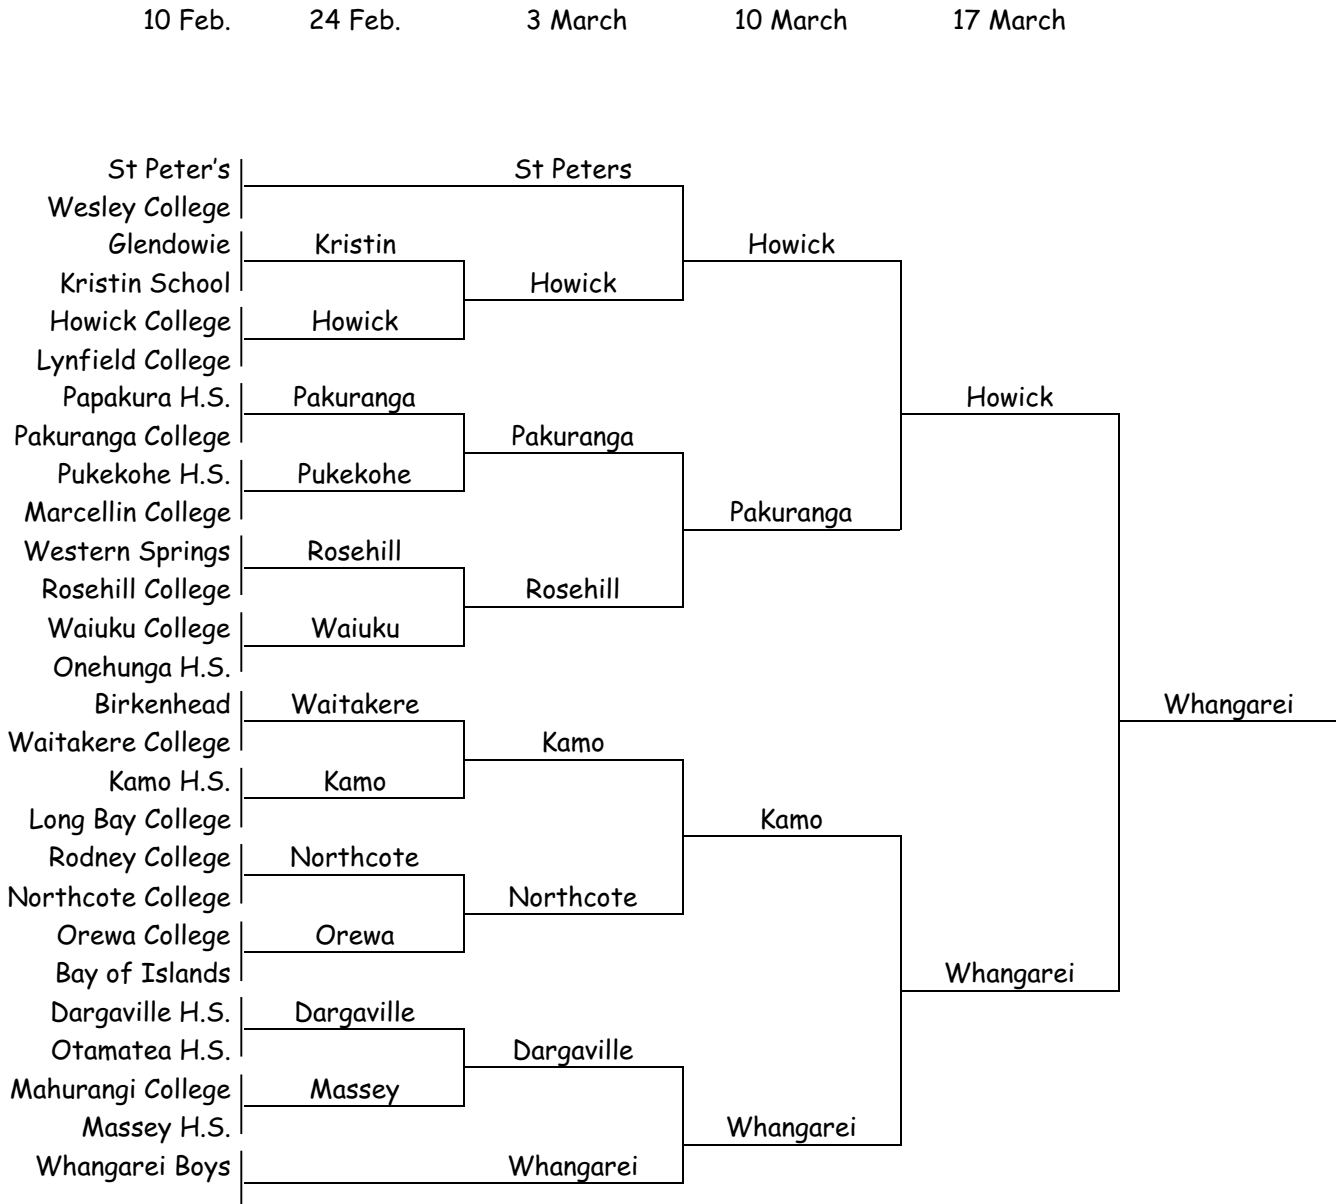 10 Feb. 24 Feb. 3 March 10 March 17 March
St Peter’s St Peters
Wesley College
Glendowie Kristin Howick
Kristin School Howick
Howick College Howick
Lynfield College
Papakura H.S. Pakuranga Howick
Pakuranga College Pakuranga
Pukekohe H.S. Pukekohe
Marcellin College Pakuranga
Western Springs Rosehill
Rosehill College Rosehill
Waiuku College Waiuku
Onehunga H.S.
Birkenhead Waitakere Whangarei
Waitakere College Kamo
Kamo H.S. Kamo
Long Bay College Kamo
Rodney College Northcote
Northcote College Northcote
Orewa College Orewa
Bay of Islands Whangarei
Dargaville H.S. Dargaville
Otamatea H.S. Dargaville
Mahurangi College Massey
Massey H.S. Whangarei
Whangarei Boys Whangarei